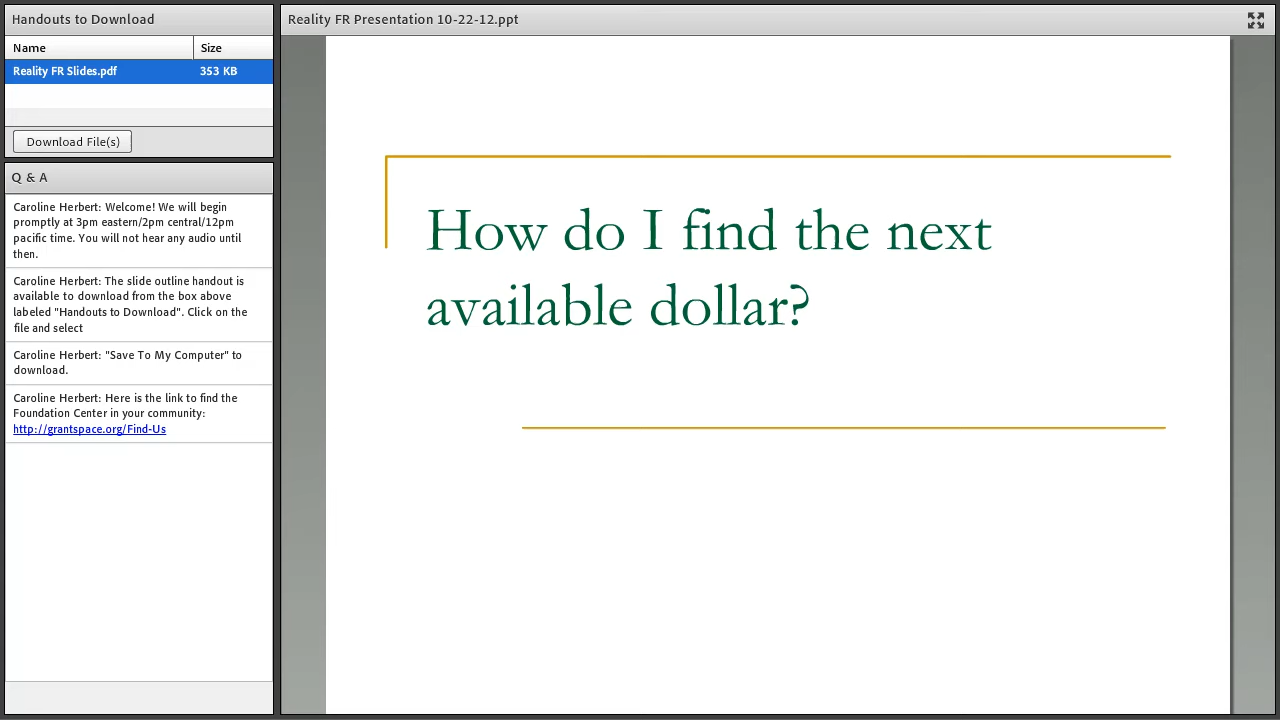 Handouts to Download
Name Size
Reality FR Slides.pdf 353 KB
Download File(s)
Q & A
Caroline Herbert: Welcome! We will begin
promptly at 3pm eastern/2pm central/12pm
pacific time. You will not hear any audio until
then.
Caroline Herbert: The slide outline handout is
available to download from the box above
labeled "Handouts to Download". Click on the
file and select
Caroline Herbert: "Save To My Computer" to
download.
Caroline Herbert: Here is the link to find the
Foundation Center in your community:
http://grantspace.org/Find-Us
Reality FR Presentation 10-22-12.ppt
How do I find the next
available dollar?